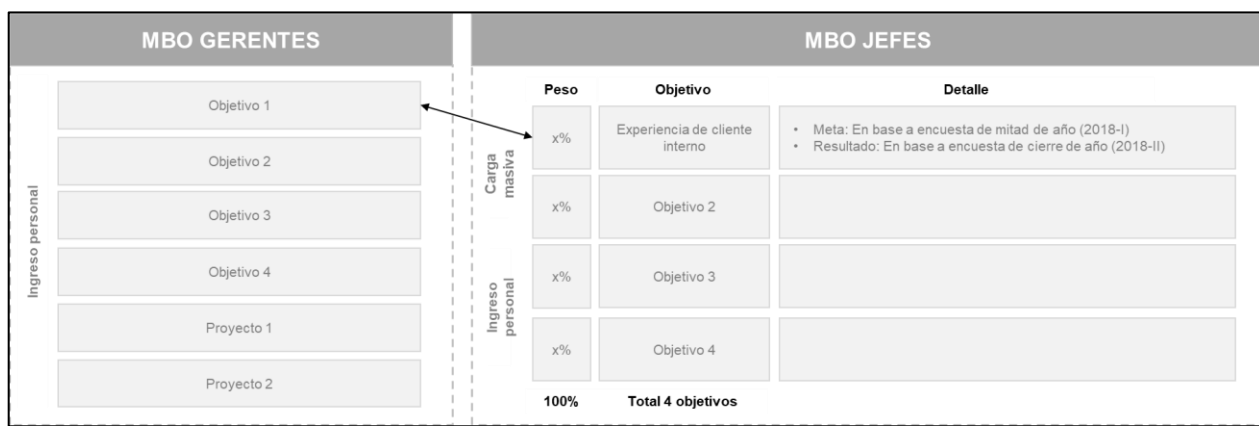 MBO GERENTES
Ingreso personal
Objetivo 1
Objetivo 2
Objetivo 3
Objetivo 4
Proyecto 1
Proyecto 2
MBO JEFES
Peso Objetivo Detalle
Carga
masiva
x%
Experiencia de cliente
interno
• Meta: En base a encuesta de mitad de año (2018-I)
• Resultado: En base a encuesta de cierre de año (2018-II)
x% Objetivo 2
Ingreso
personal
x% Objetivo 3
x% Objetivo 4
100% Total 4 objetivos